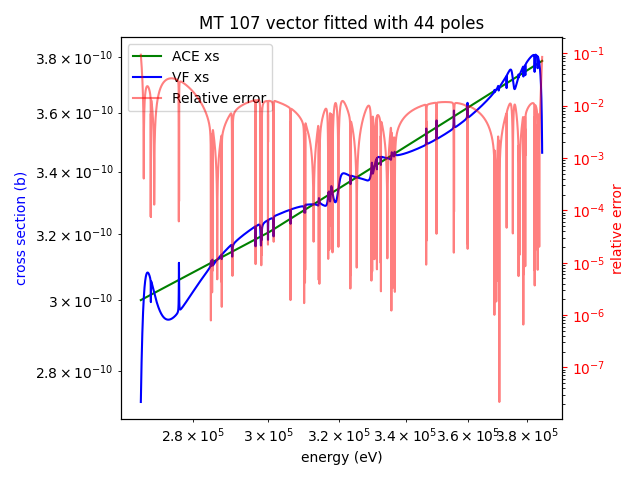 MT 107 vector fitted with 44 poles
ACE xs
VF xs
Relative error
3.8 × 10⁻¹⁰
3.6 × 10⁻¹⁰
3.4 × 10⁻¹⁰
3.2 × 10⁻¹⁰
3 × 10⁻¹⁰
2.8 × 10⁻¹⁰
cross section (b)
10⁻¹
10⁻²
10⁻³
10⁻⁴
10⁻⁵
10⁻⁶
10⁻⁷
relative error
2.8 × 10⁵ 3 × 10⁵ 3.2 × 10⁵ 3.4 × 10⁵ 3.6 × 10⁵ 3.8 × 10⁵
energy (eV)